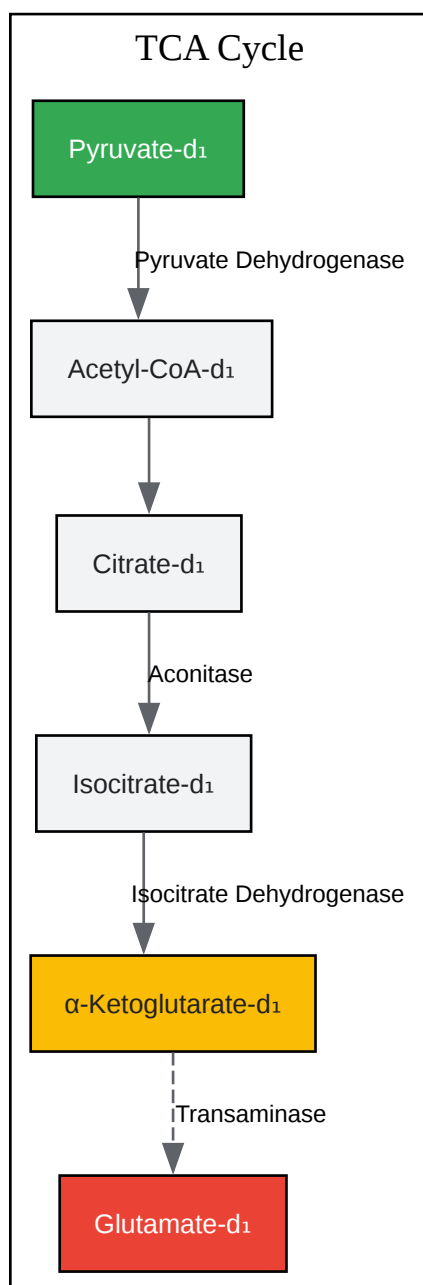 TCA Cycle
Pyruvate-d₁
Pyruvate Dehydrogenase
Acetyl-CoA-d₁
Citrate-d₁
Aconitase
Isocitrate-d₁
Isocitrate Dehydrogenase
α-Ketoglutarate-d₁
Transaminase
Glutamate-d₁